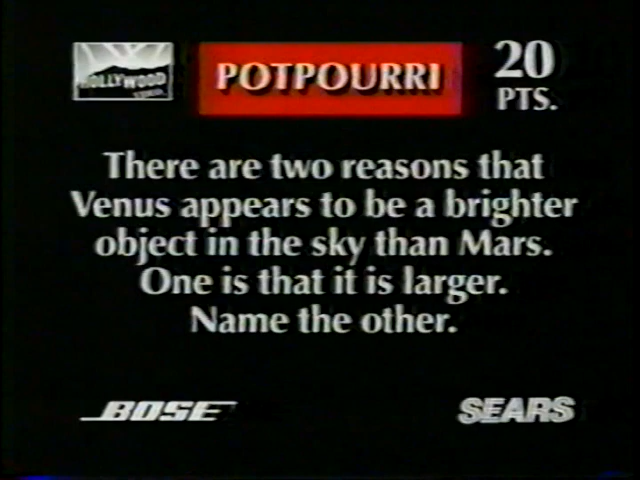 HOLLYWOOD
VIDEO
POTPOURRI
20
PTS.
There are two reasons that
Venus appears to be a brighter
object in the sky than Mars.
One is that it is larger.
Name the other.
BOSE
SEARS